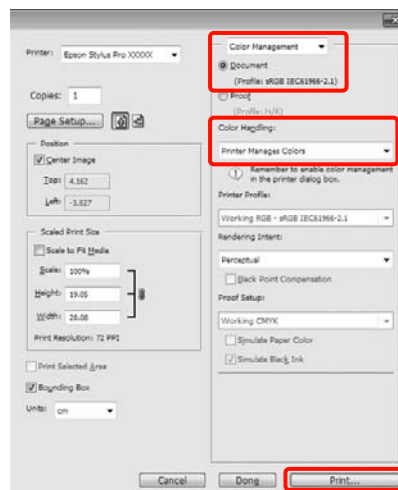 Printer: Epson Stylus Pro XXXXX
Copies: 1
Page Setup...
Position
Center Image
Top: 4.162
Left: -3.827
Scaled Print Size
Scale to Fit Media
Scale: 100%
Height: 19.05
Width: 28.08
Print Resolution: 72 PPI
Print Selected Area
Bounding Box
Units: cm
Color Management
Document
(Profile: sRGB IEC61966-2.1)
Proof
(Profile: N/A)
Color Handling:
Printer Manages Colors
Remember to enable color management
in the printer dialog box.
Printer Profile:
Working RGB - sRGB IEC61966-2.1
Rendering Intent:
Perceptual
Black Point Compensation
Proof Setup:
Working CMYK
Simulate Paper Color
Simulate Black Ink
Cancel
Done
Print...